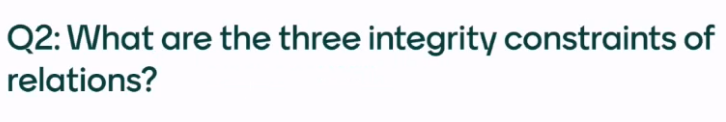 Q2: What are the three integrity constraints of
relations?